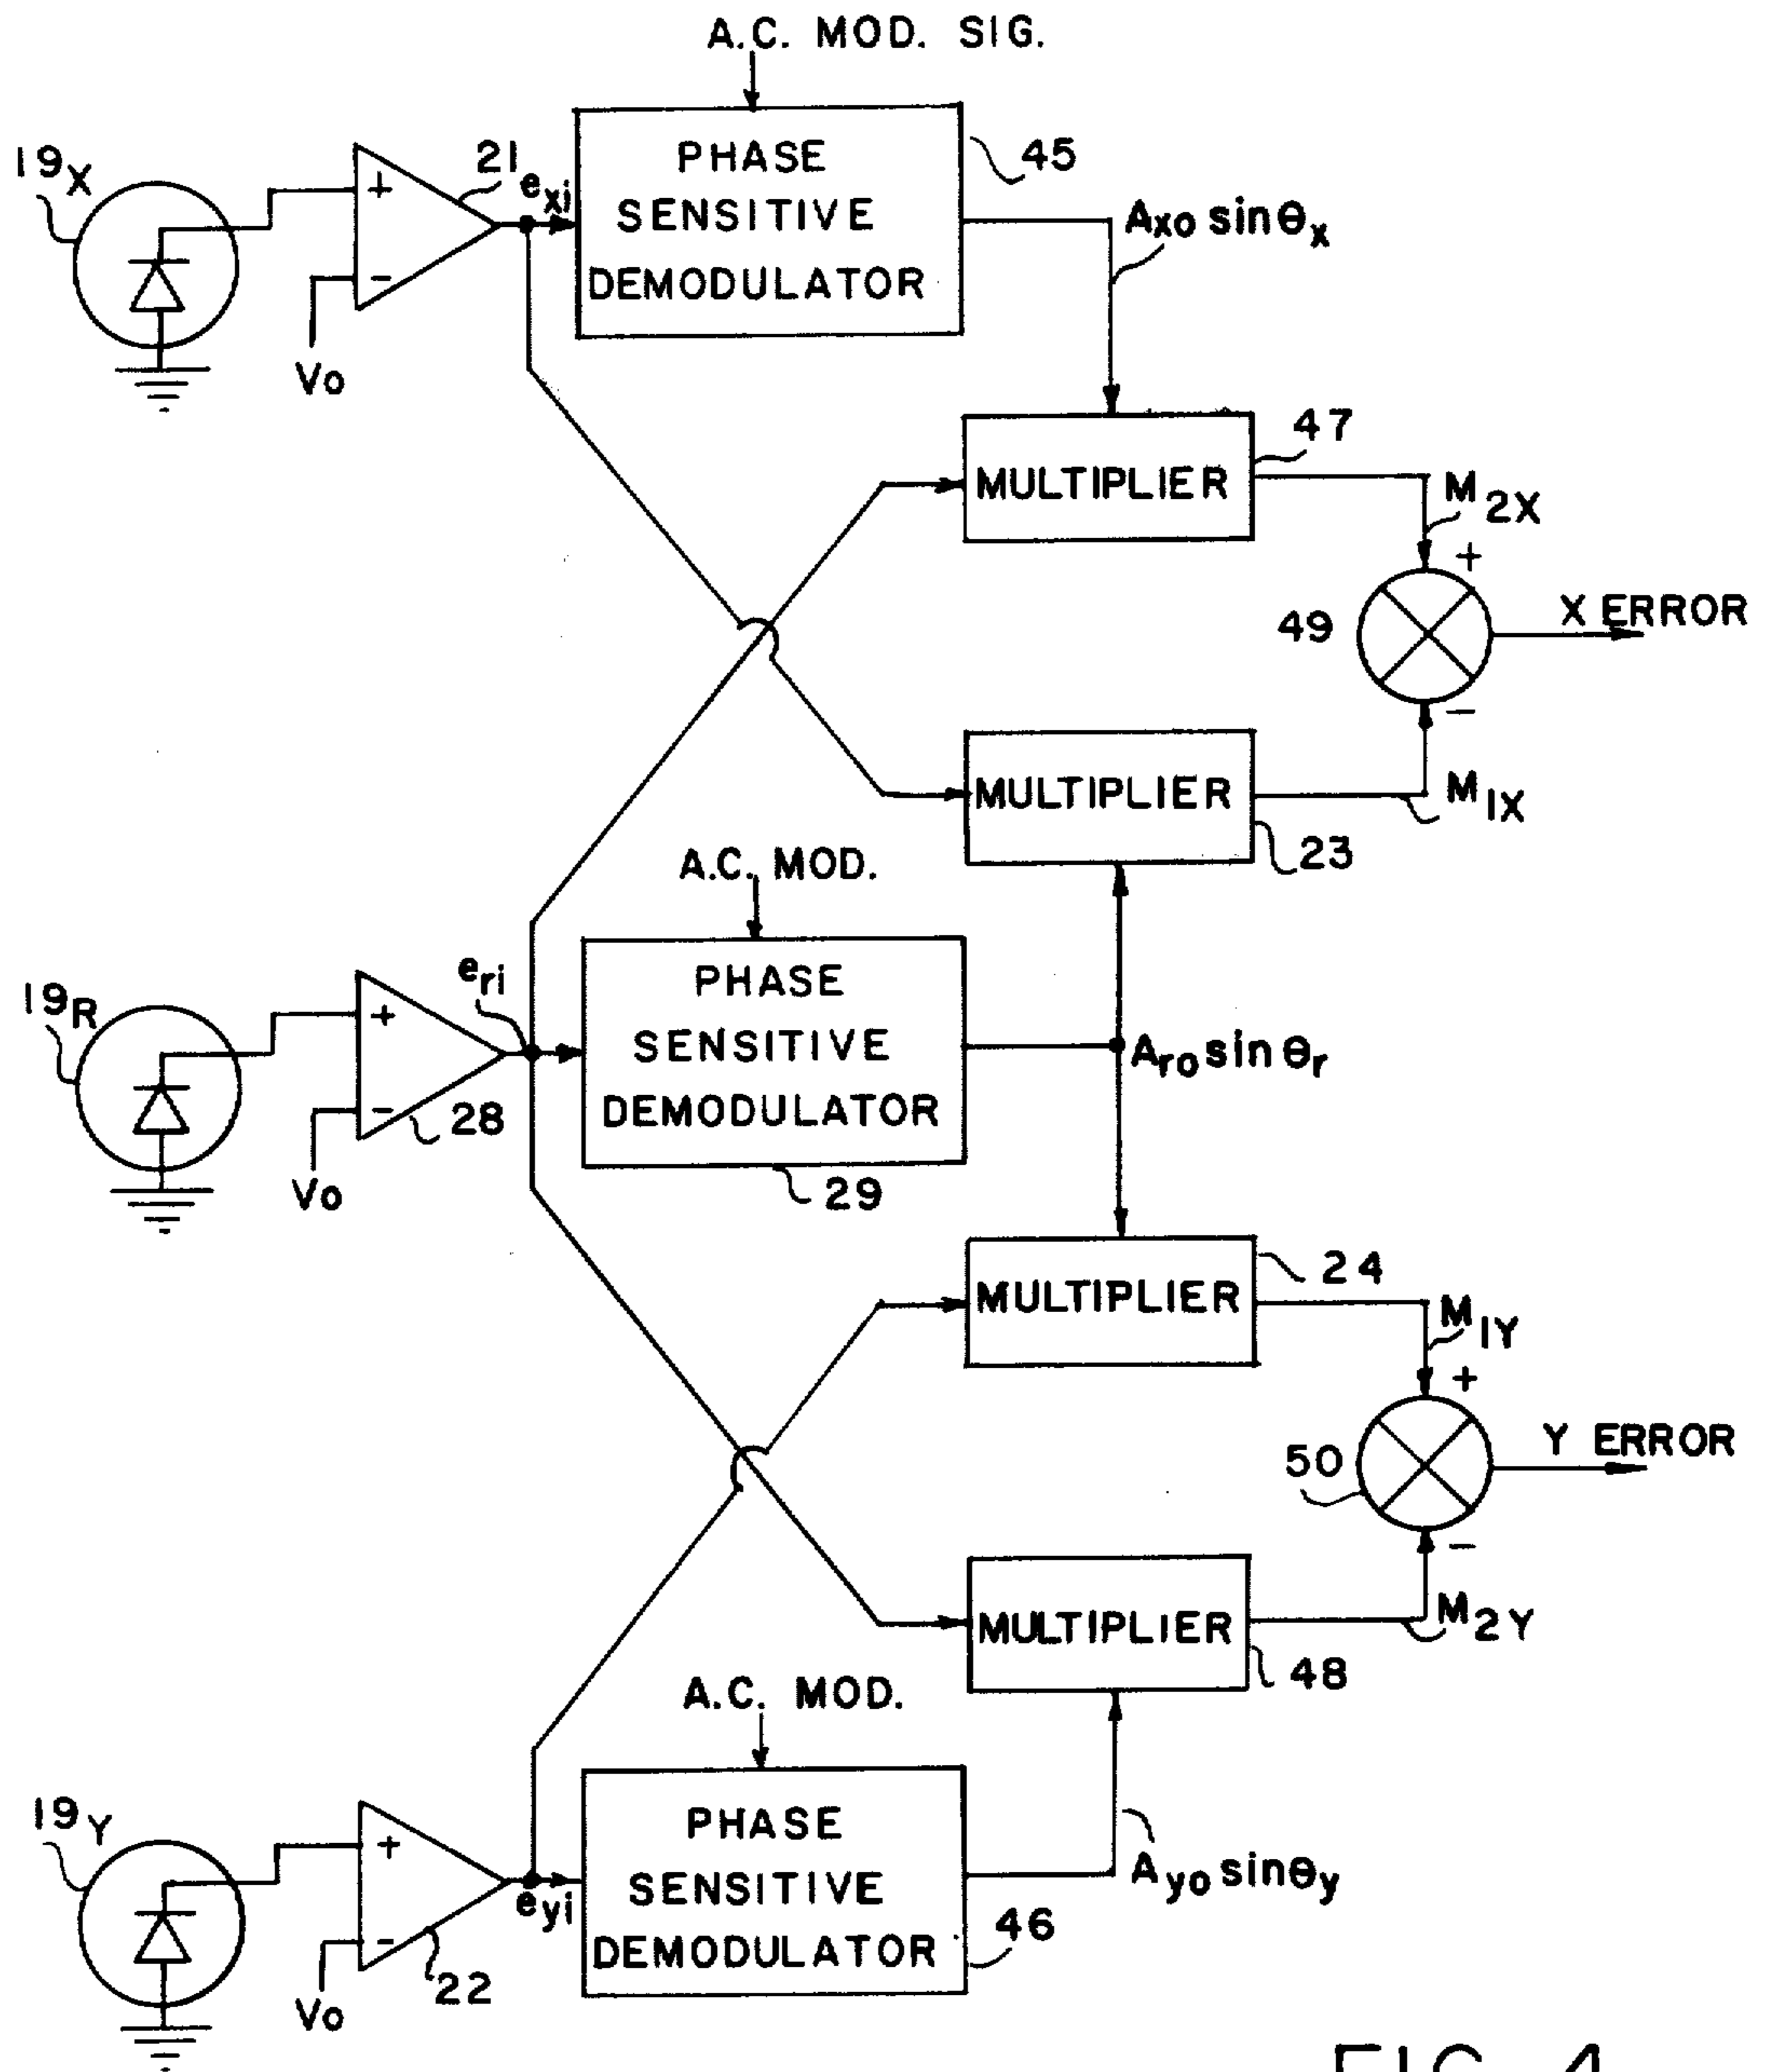 A.C. MOD. SIG.
19X
+
-
Vo
21
exi
PHASE
SENSITIVE
DEMODULATOR
45
Axo sinθx
MULTIPLIER
47
M2X
+
49
X ERROR
-
MULTIPLIER
M1X
23
A.C. MOD.
19R
+
-
Vo
28
eri
PHASE
SENSITIVE
DEMODULATOR
29
Aro sinθr
MULTIPLIER
24
M1Y
+
50
Y ERROR
-
MULTIPLIER
M2Y
48
A.C. MOD.
19Y
+
-
Vo
22
eyi
PHASE
SENSITIVE
DEMODULATOR
46
Ayo sinθy
FIG. 4